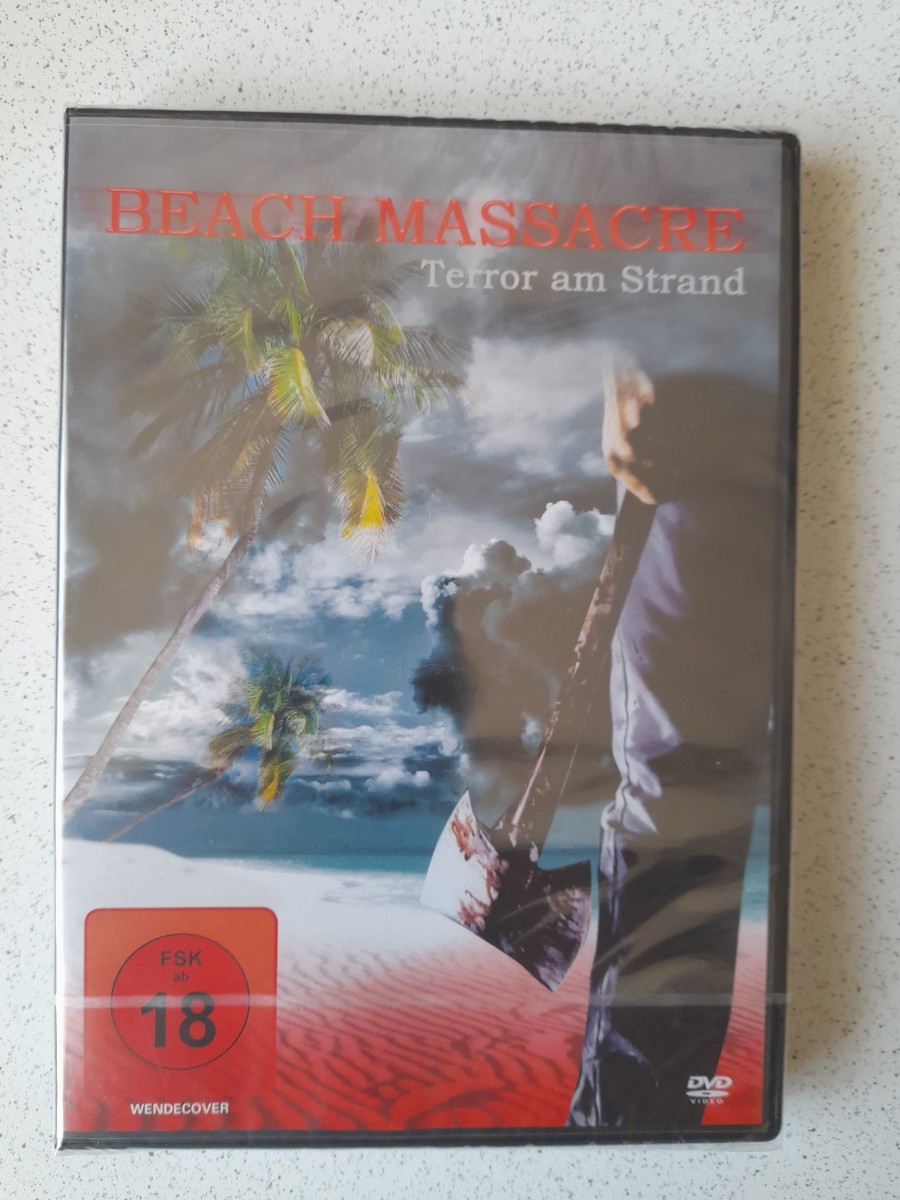 BEACH MASSACRE
Terror am Strand
FSK
ab
18
WENDECOVER
DVD
VIDEO